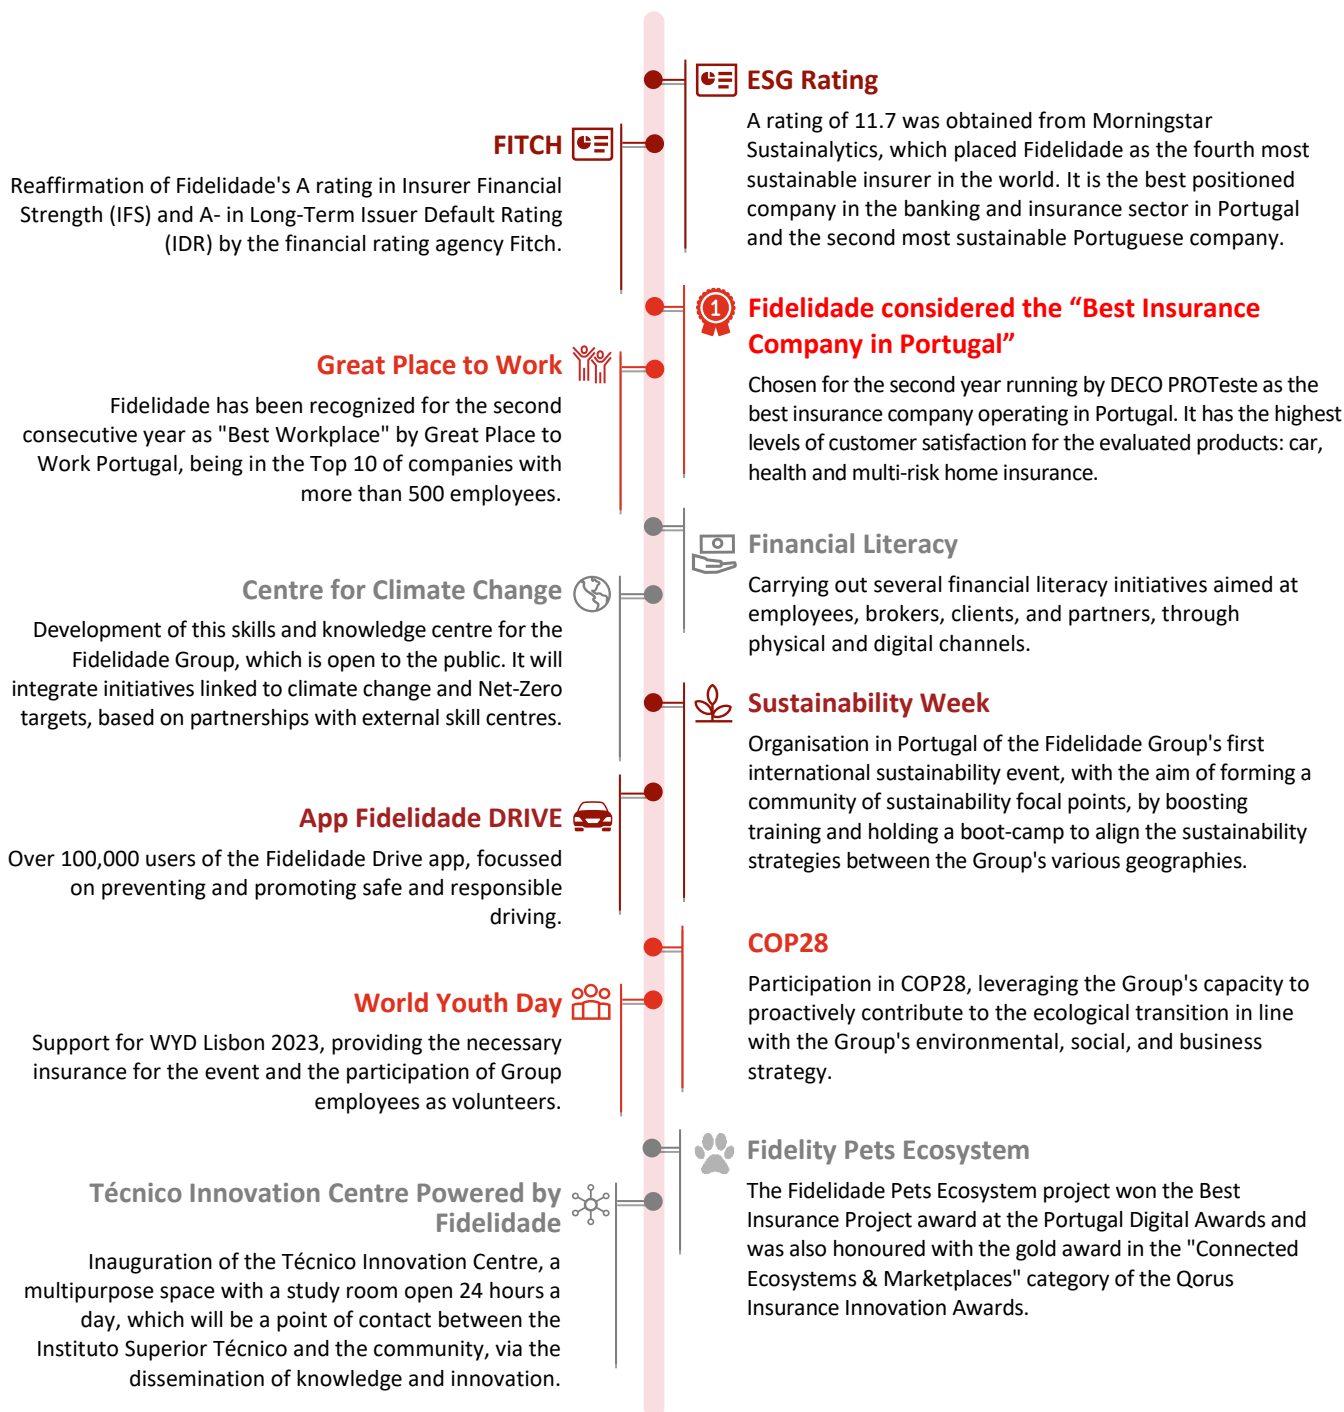 ESG Rating
A rating of 11.7 was obtained from Morningstar
Sustainalytics, which placed Fidelidade as the fourth most
sustainable insurer in the world. It is the best positioned
company in the banking and insurance sector in Portugal
and the second most sustainable Portuguese company.
FITCH
Reaffirmation of Fidelidade's A rating in Insurer Financial
Strength (IFS) and A- in Long-Term Issuer Default Rating
(IDR) by the financial rating agency Fitch.
1
Fidelidade considered the “Best Insurance
Company in Portugal”
Chosen for the second year running by DECO PROTeste as the
best insurance company operating in Portugal. It has the highest
levels of customer satisfaction for the evaluated products: car,
health and multi-risk home insurance.
Great Place to Work
Fidelidade has been recognized for the second
consecutive year as "Best Workplace" by Great Place to
Work Portugal, being in the Top 10 of companies with
more than 500 employees.
Financial Literacy
Carrying out several financial literacy initiatives aimed at
employees, brokers, clients, and partners, through
physical and digital channels.
Centre for Climate Change
Development of this skills and knowledge centre for the
Fidelidade Group, which is open to the public. It will
integrate initiatives linked to climate change and Net-Zero
targets, based on partnerships with external skill centres.
Sustainability Week
Organisation in Portugal of the Fidelidade Group's first
international sustainability event, with the aim of forming a
community of sustainability focal points, by boosting
training and holding a boot-camp to align the sustainability
strategies between the Group's various geographies.
App Fidelidade DRIVE
Over 100,000 users of the Fidelidade Drive app, focussed
on preventing and promoting safe and responsible
driving.
COP28
Participation in COP28, leveraging the Group's capacity to
proactively contribute to the ecological transition in line
with the Group's environmental, social, and business
strategy.
World Youth Day
Support for WYD Lisbon 2023, providing the necessary
insurance for the event and the participation of Group
employees as volunteers.
Fidelity Pets Ecosystem
The Fidelidade Pets Ecosystem project won the Best
Insurance Project award at the Portugal Digital Awards and
was also honoured with the gold award in the "Connected
Ecosystems & Marketplaces" category of the Qorus
Insurance Innovation Awards.
Técnico Innovation Centre Powered by
Fidelidade
Inauguration of the Técnico Innovation Centre, a
multipurpose space with a study room open 24 hours a
day, which will be a point of contact between the
Instituto Superior Técnico and the community, via the
dissemination of knowledge and innovation.